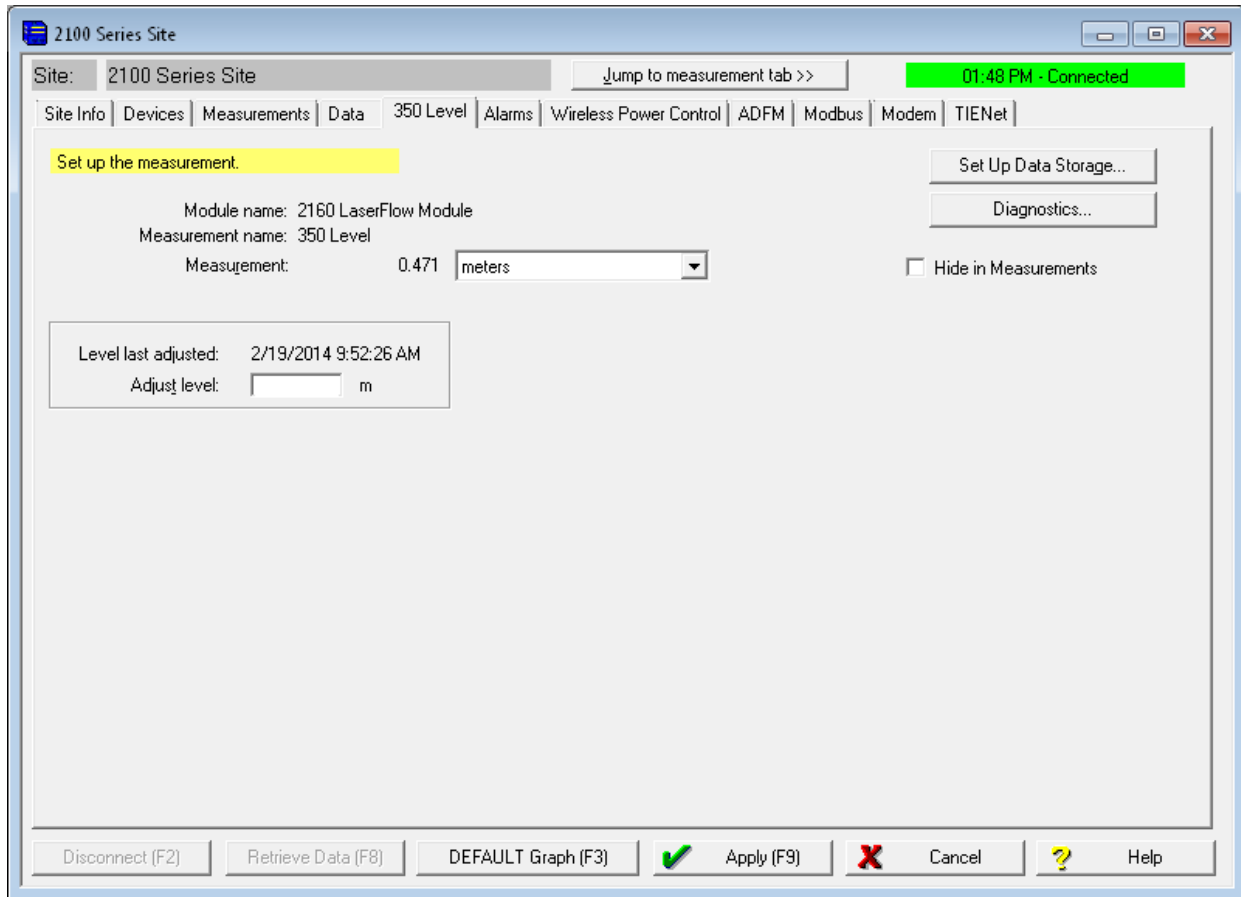 2100 Series Site
Site: 2100 Series Site Jump to measurement tab >> 01:48 PM - Connected
Site Info Devices Measurements Data 350 Level Alarms Wireless Power Control ADFM Modbus Modem TIENet
Set up the measurement. Set Up Data Storage...
Diagnostics...
Module name: 2160 LaserFlow Module
Measurement name: 350 Level
Measurement: 0.471 meters Hide in Measurements
Level last adjusted: 2/19/2014 9:52:26 AM
Adjust level: m
Disconnect (F2) Retrieve Data (F8) DEFAULT Graph (F3) Apply (F9) Cancel Help